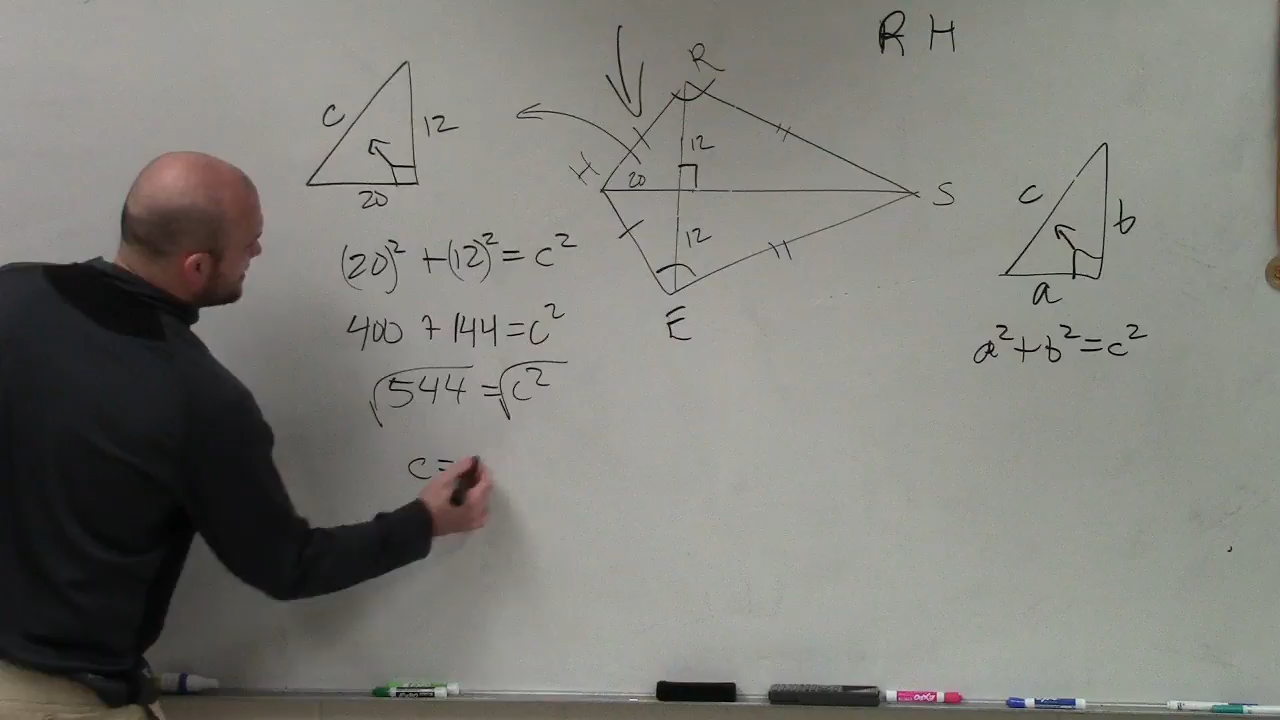 R H
R
C
12
12
H
20
S
20
c
b
12
a
E
(20)² + (12)² = c²
400 + 144 = c²
√544 = √c²
c =
a² + b² = c²